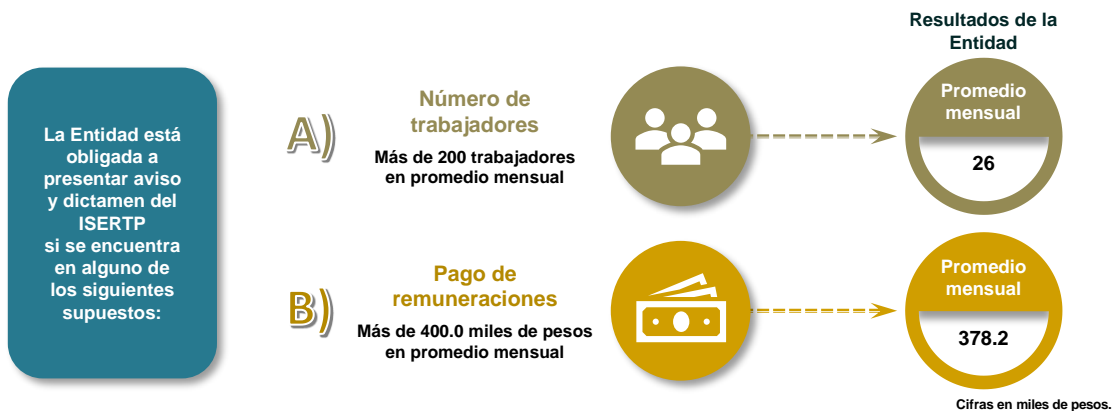 La Entidad está
obligada a
presentar aviso
y dictamen del
ISERTP
si se encuentra
en alguno de
los siguientes
supuestos:
Resultados de la
Entidad
A)
Número de
trabajadores
Más de 200 trabajadores
en promedio mensual
Promedio
mensual
26
B)
Pago de
remuneraciones
Más de 400.0 miles de pesos
en promedio mensual
Promedio
mensual
378.2
Cifras en miles de pesos.